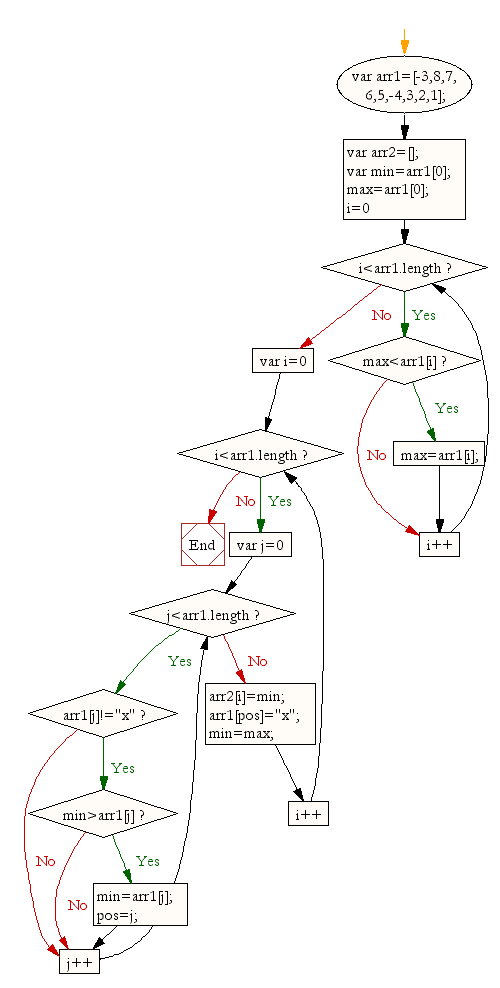 var arr1=[-3,8,7,
6,5,-4,3,2,1];
var arr2=[];
var min=arr1[0];
max=arr1[0];
i=0
i<arr1.length ?
No
Yes
var i=0
max<arr1[i] ?
Yes
No
max=arr1[i];
i++
i<arr1.length ?
No
Yes
End
var j=0
j<arr1.length ?
Yes
No
arr2[i]=min;
arr1[pos]="x";
min=max;
i++
arr1[j]!="x" ?
Yes
min>arr1[j] ?
No
Yes
min=arr1[j];
pos=j;
No
j++